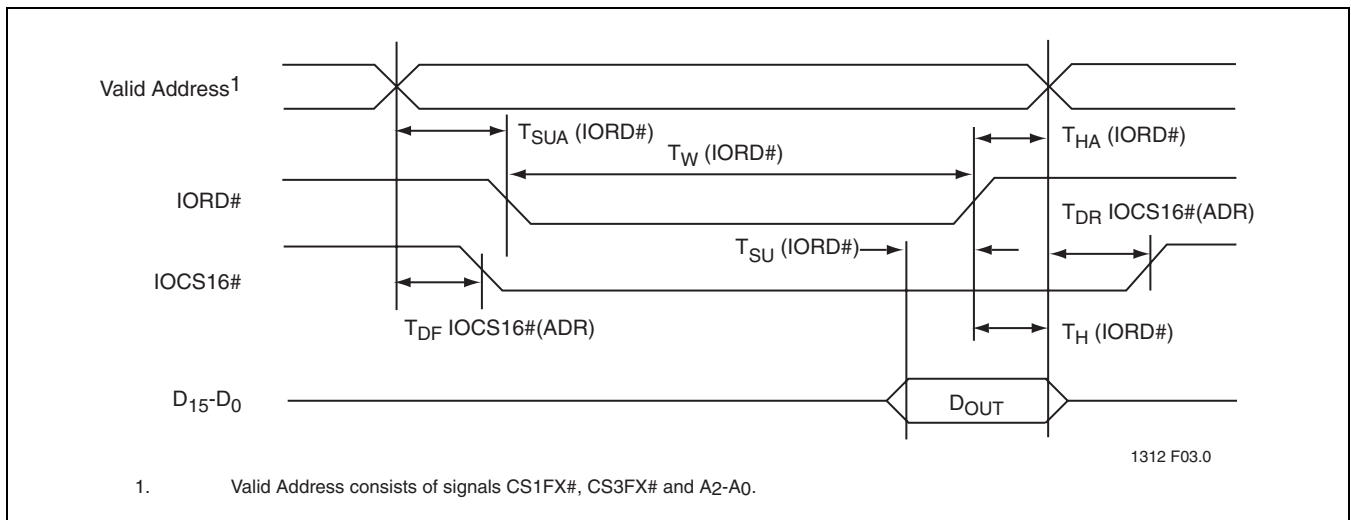 Valid Address1
TSUA (IORD#)
TW (IORD#)
THA (IORD#)
IORD#
TDR IOCS16#(ADR)
TSU (IORD#)
IOCS16#
TDF IOCS16#(ADR)
TH (IORD#)
D15-D0
DOUT
1312 F03.0
1. Valid Address consists of signals CS1FX#, CS3FX# and A2-A0.